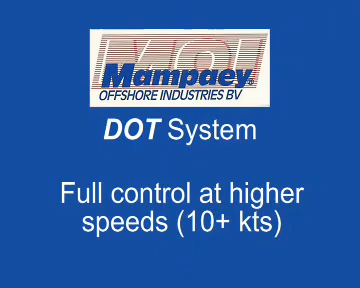 MOI
Mampaey®
OFFSHORE INDUSTRIES BV
DOT System
Full control at higher
speeds (10+ kts)